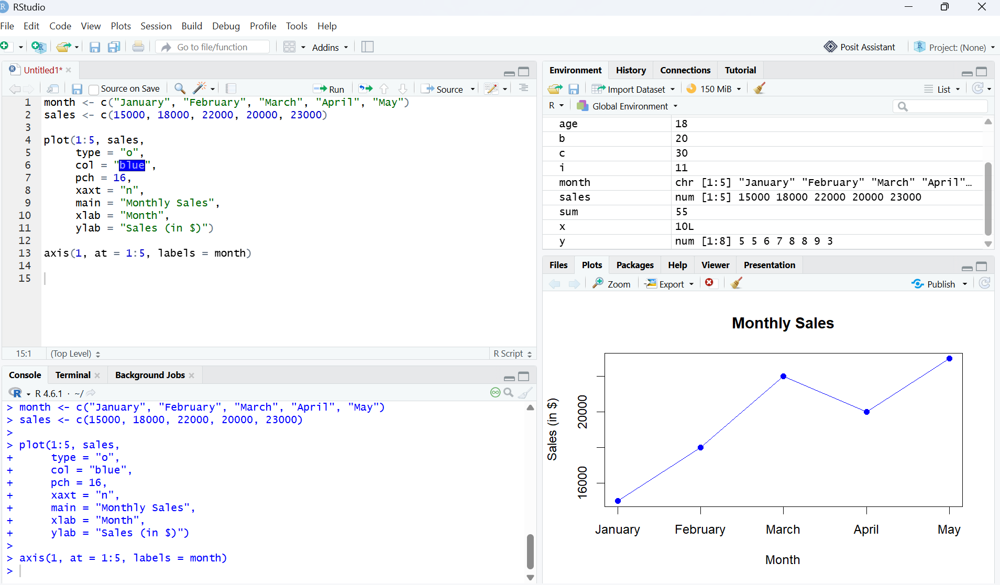 RStudio
File Edit Code View Plots Session Build Debug Profile Tools Help
Go to file/function Addins Posit Assistant Project: (None)
Untitled1*
Source on Save Run Source
1 month <- c("January", "February", "March", "April", "May")
2 sales <- c(15000, 18000, 22000, 20000, 23000)
3
4 plot(1:5, sales,
5 type = "o",
6 col = "blue",
7 pch = 16,
8 xaxt = "n",
9 main = "Monthly Sales",
10 xlab = "Month",
11 ylab = "Sales (in $)")
12
13 axis(1, at = 1:5, labels = month)
14
15
15:1 (Top Level) R Script
Console Terminal Background Jobs
R 4.6.1 · ~/
> month <- c("January", "February", "March", "April", "May")
> sales <- c(15000, 18000, 22000, 20000, 23000)
>
> plot(1:5, sales,
+ type = "o",
+ col = "blue",
+ pch = 16,
+ xaxt = "n",
+ main = "Monthly Sales",
+ xlab = "Month",
+ ylab = "Sales (in $)")
>
> axis(1, at = 1:5, labels = month)
>
Environment History Connections Tutorial
Import Dataset 150 MiB List
R Global Environment
age 18
b 20
c 30
i 11
month chr [1:5] "January" "February" "March" "April"…
sales num [1:5] 15000 18000 22000 20000 23000
sum 55
x 10L
y num [1:8] 5 5 6 7 8 8 9 3
Files Plots Packages Help Viewer Presentation
Zoom Export Publish
Monthly Sales
Sales (in $)
20000
16000
January February March April May
Month